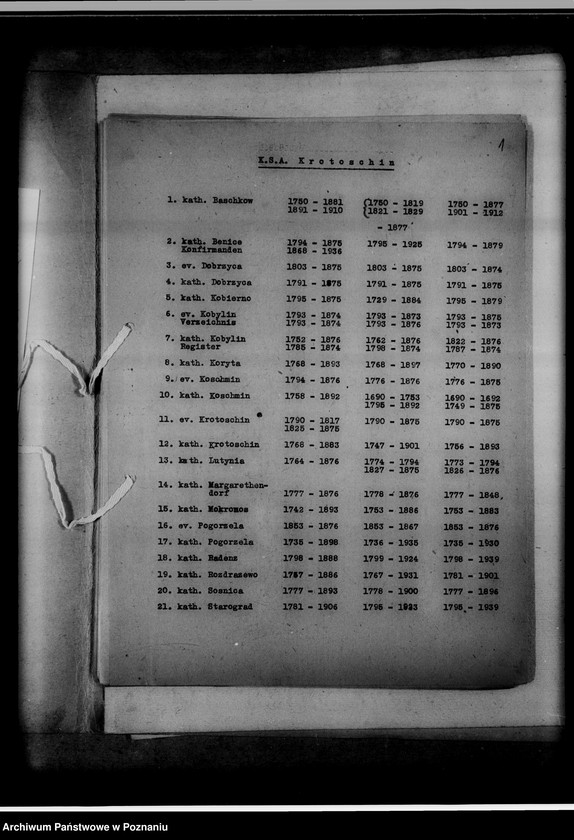 1
K.S.A. Krotoschin
1. kath. Baschkow 1750 - 1881 (1750 - 1819 1750 - 1877
1891 - 1910 (1821 - 1829 1901 - 1912
- 1877
2. kath. Benice 1794 - 1875 1795 - 1925 1794 - 1879
Konfirmanden 1868 - 1936
3. ev. Dobrzyca 1803 - 1875 1803 - 1875 1803 - 1874
4. kath. Dobrzyca 1791 - 1875 1791 - 1875 1791 - 1875
5. kath. Kobierno 1795 - 1875 1729 - 1884 1795 - 1879
6. ev. Kobylin 1793 - 1874 1793 - 1873 1793 - 1875
Verzeichnis 1793 - 1874 1793 - 1876 1793 - 1873
7. kath. Kobylin 1752 - 1876 1762 - 1876 1822 - 1876
Register 1785 - 1874 1798 - 1874 1787 - 1874
8. kath. Koryta 1768 - 1893 1768 - 1897 1770 - 1890
9. ev. Koschmin 1794 - 1876 1776 - 1876 1776 - 1875
10. kath. Koschmin 1758 - 1892 1690 - 1753 1690 - 1692
1795 - 1892 1749 - 1875
11. ev. Krotoschin 1790 - 1817 1790 - 1875 1790 - 1875
1825 - 1875
12. kath. Krotoschin 1768 - 1883 1747 - 1901 1756 - 1893
13. kath. Lutynia 1764 - 1876 1774 - 1794 1773 - 1794
1827 - 1875 1826 - 1876
14. kath. Margarethen-
dorf 1777 - 1876 1778 - 1876 1777 - 1848.
15. kath. Mokronos 1742 - 1893 1753 - 1886 1753 - 1883
16. ev. Pogorzela 1853 - 1876 1853 - 1867 1853 - 1876
17. kath. Pogorzela 1735 - 1898 1736 - 1935 1735 - 1930
18. kath. Radenz 1798 - 1888 1799 - 1924 1798 - 1939
19. kath. Rozdrazewo 1757 - 1886 1767 - 1931 1781 - 1901
20. kath. Sosnica 1777 - 1893 1778 - 1900 1777 - 1896
21. kath. Starograd 1781 - 1906 1795 - 1923 1795 - 1939
Archiwum Państwowe w Poznaniu